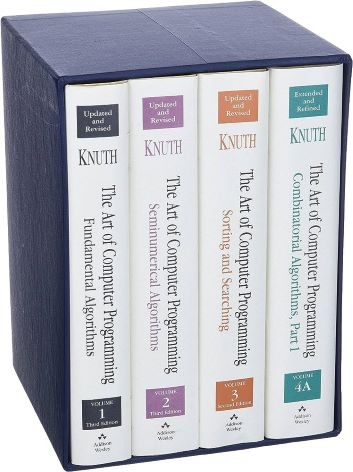 Updated
and
Revised
KNUTH
The Art of Computer Programming
Fundamental Algorithms
VOLUME
1
Third Edition
Addison
Wesley
Updated
and
Revised
KNUTH
The Art of Computer Programming
Seminumerical Algorithms
VOLUME
2
Third Edition
Addison
Wesley
Updated
and
Revised
KNUTH
The Art of Computer Programming
Sorting and Searching
VOLUME
3
Second Edition
Addison
Wesley
Extended
and
Refined
KNUTH
The Art of Computer Programming
Combinatorial Algorithms, Part 1
VOLUME
4A
Addison
Wesley